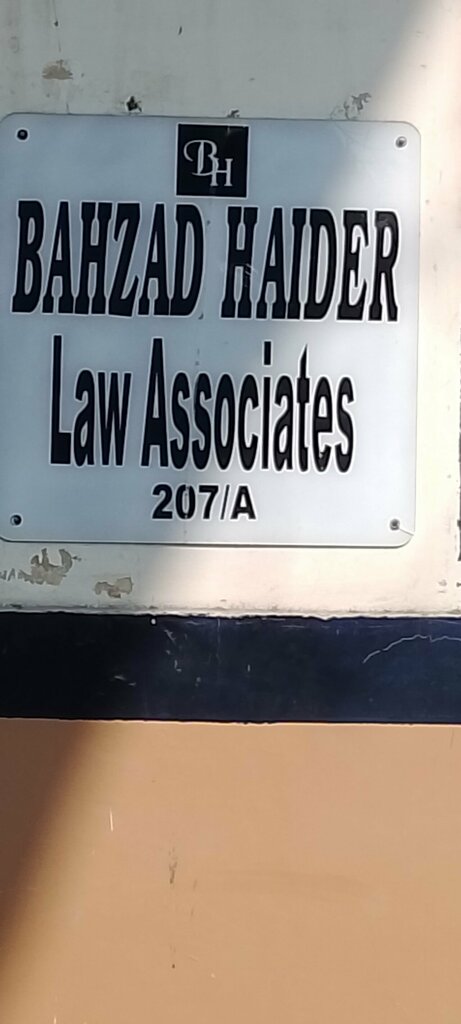 BH
BAHZAD HAIDER
Law Associates
207/A